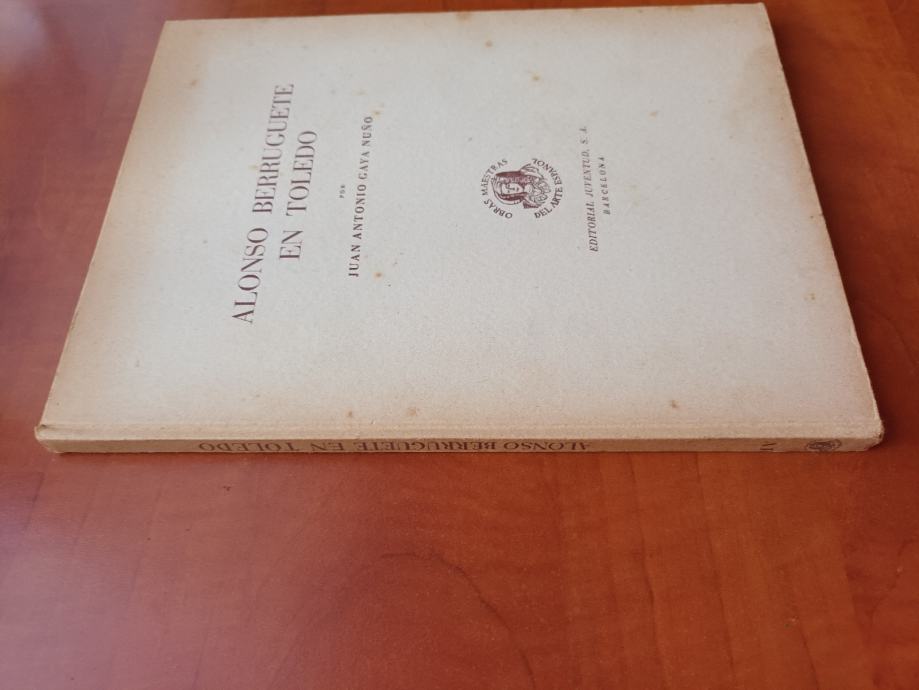 ALONSO BERRUGUETE
EN TOLEDO
POR
JUAN ANTONIO GAYA NUÑO
OBRAS MAESTRAS
DEL ARTE ESPAÑOL
EDITORIAL JUVENTUD, S. A.
BARCELONA
ALONSO BERRUGUETE EN TOLEDO